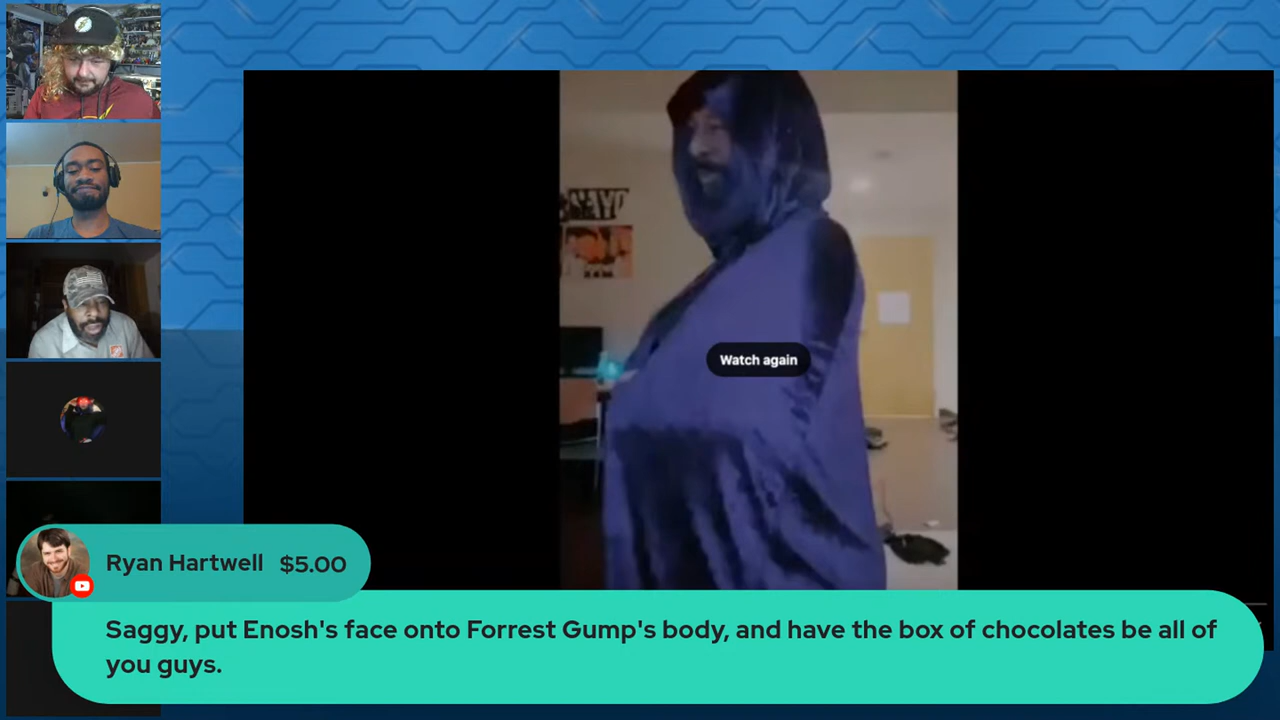 Watch again
Ryan Hartwell $5.00
Saggy, put Enosh's face onto Forrest Gump's body, and have the box of chocolates be all of
you guys.